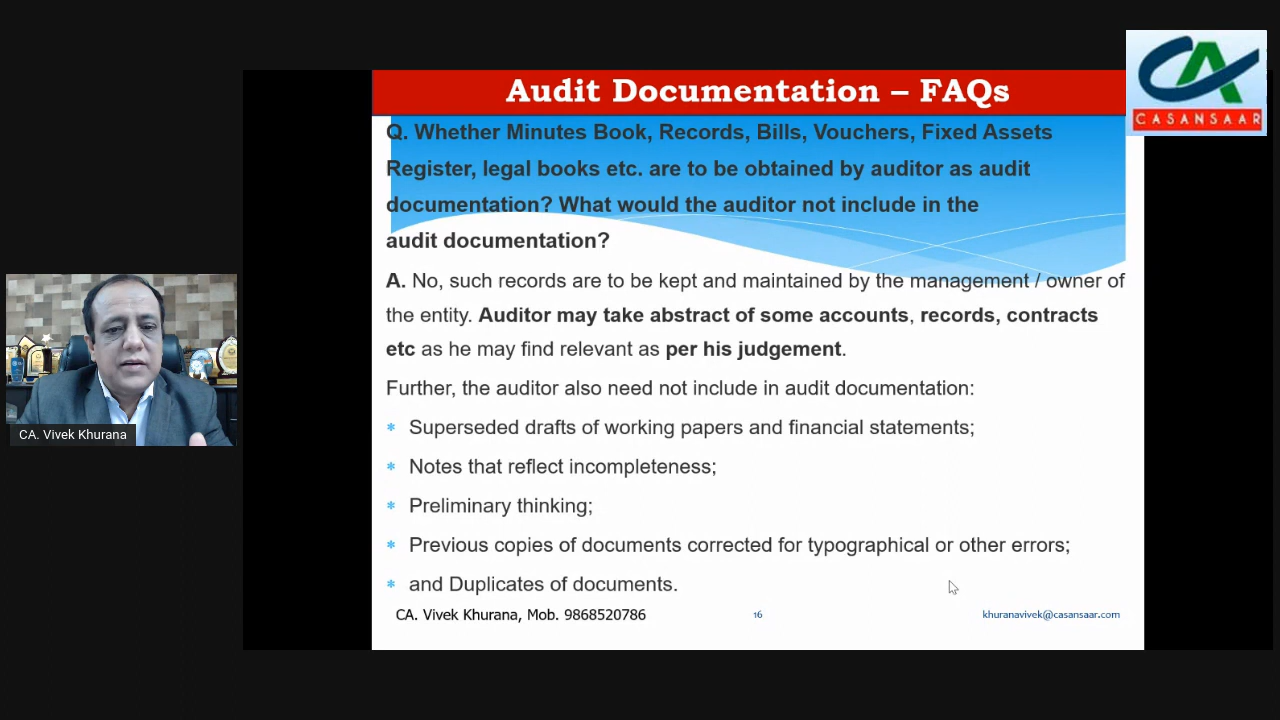 Audit Documentation – FAQs
CASANSAAR
Q. Whether Minutes Book, Records, Bills, Vouchers, Fixed Assets
Register, legal books etc. are to be obtained by auditor as audit
documentation? What would the auditor not include in the
audit documentation?
A. No, such records are to be kept and maintained by the management / owner of
the entity. Auditor may take abstract of some accounts, records, contracts
etc as he may find relevant as per his judgement.
Further, the auditor also need not include in audit documentation:
* Superseded drafts of working papers and financial statements;
* Notes that reflect incompleteness;
* Preliminary thinking;
* Previous copies of documents corrected for typographical or other errors;
* and Duplicates of documents.
CA. Vivek Khurana, Mob. 9868520786
16
khuranavivek@casansaar.com
CA. Vivek Khurana